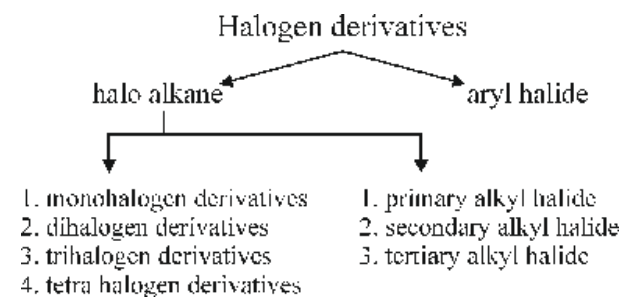 Halogen derivatives
halo alkane
aryl halide
1. monohalogen derivatives
2. dihalogen derivatives
3. trihalogen derivatives
4. tetra halogen derivatives
1. primary alkyl halide
2. secondary alkyl halide
3. tertiary alkyl halide